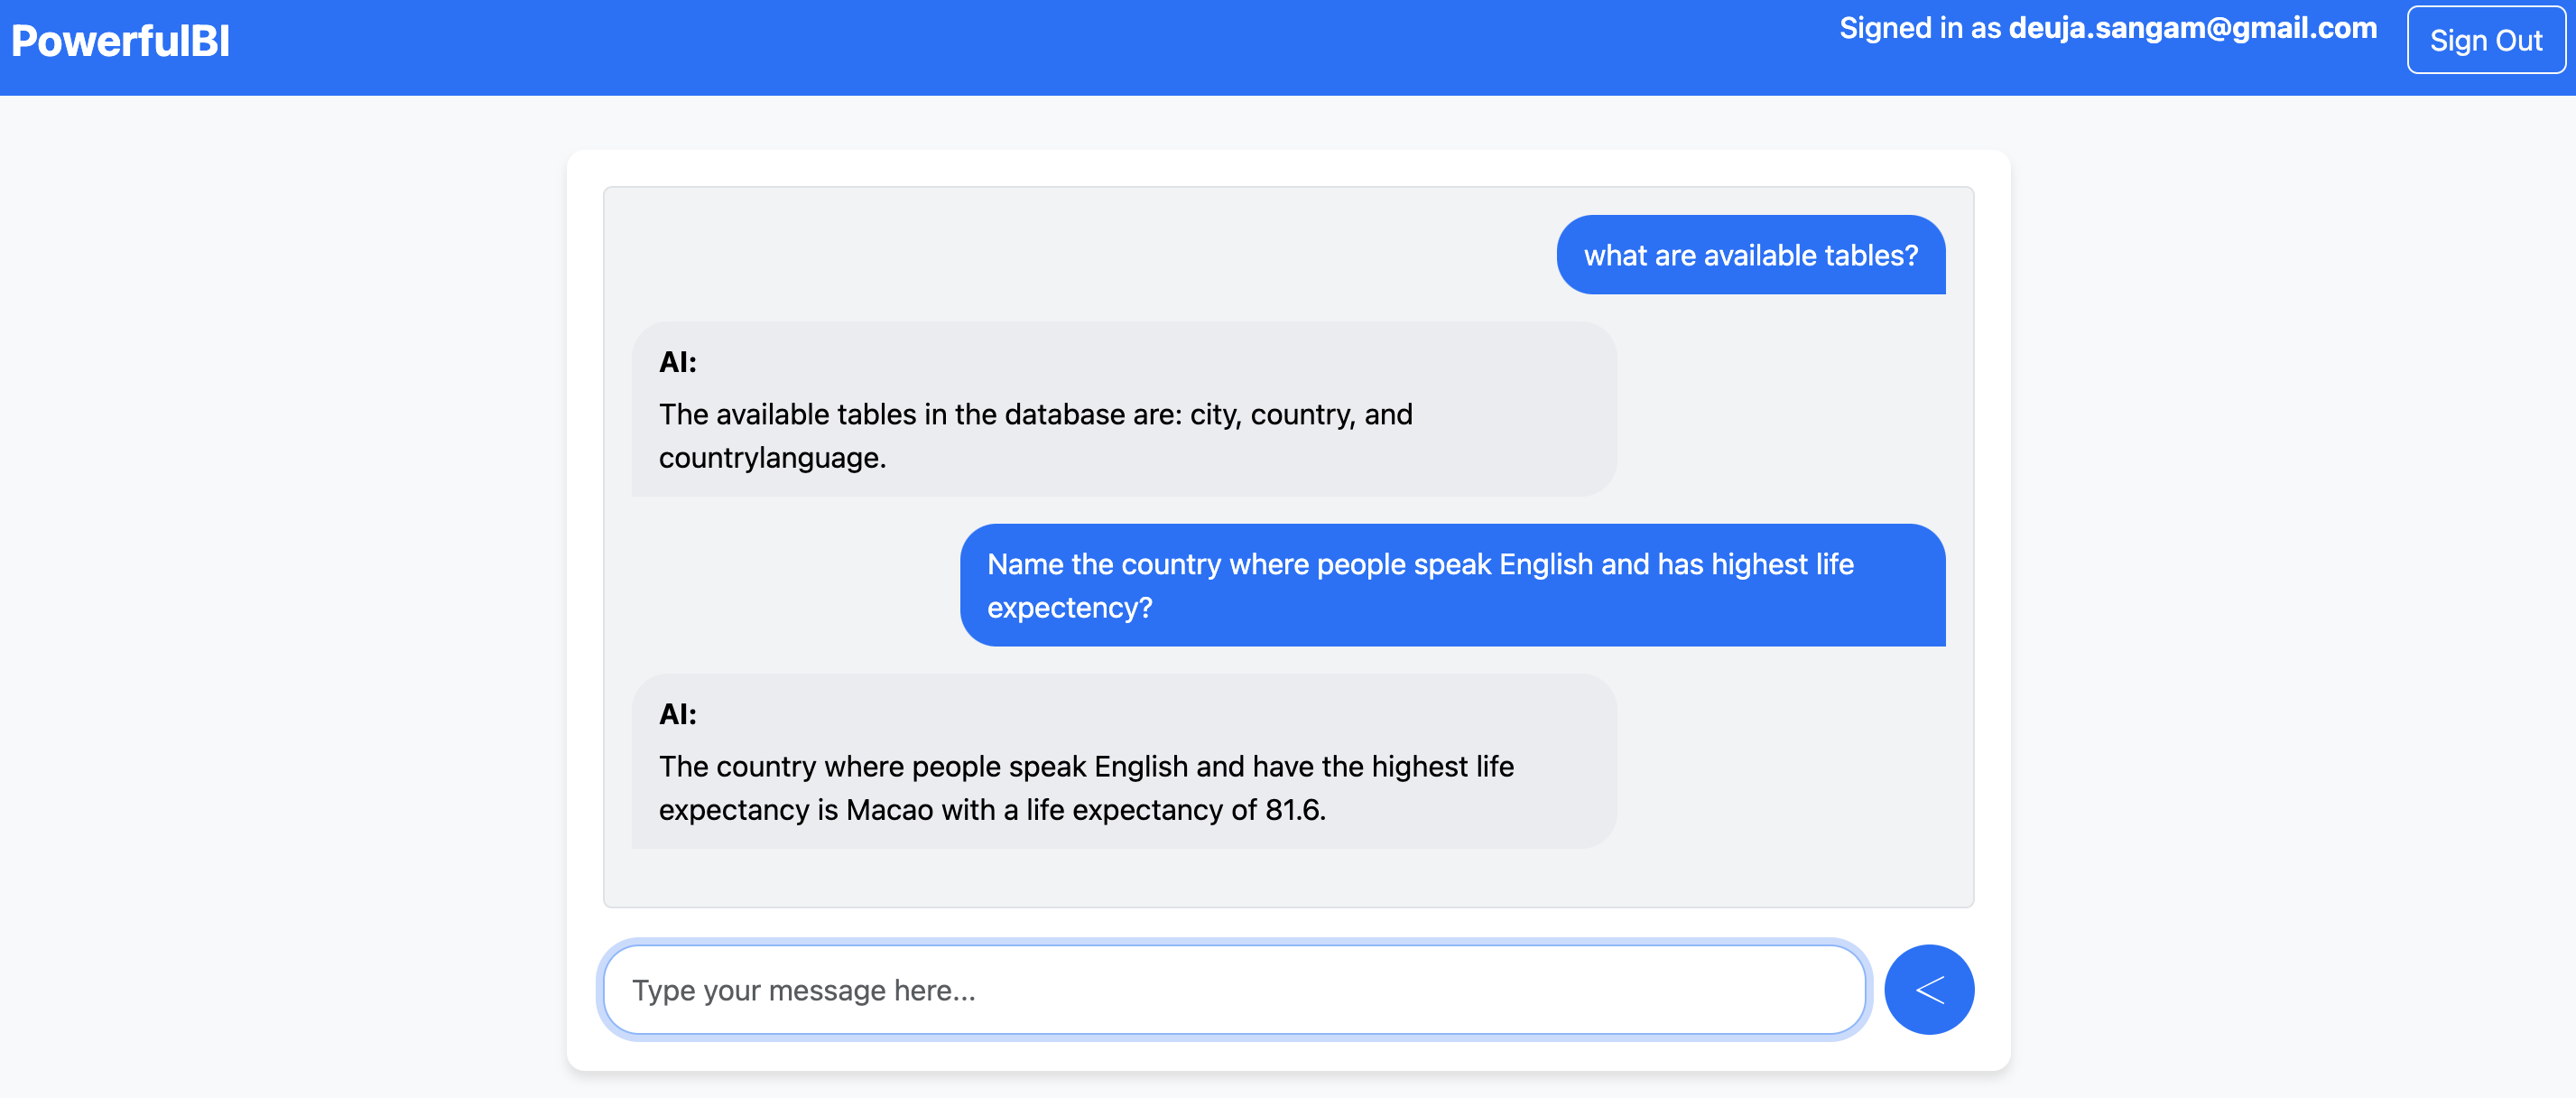 PowerfulBI
Signed in as deuja.sangam@gmail.com
Sign Out
what are available tables?
AI:
The available tables in the database are: city, country, and
countrylanguage.
Name the country where people speak English and has highest life
expectency?
AI:
The country where people speak English and have the highest life
expectancy is Macao with a life expectancy of 81.6.
Type your message here...